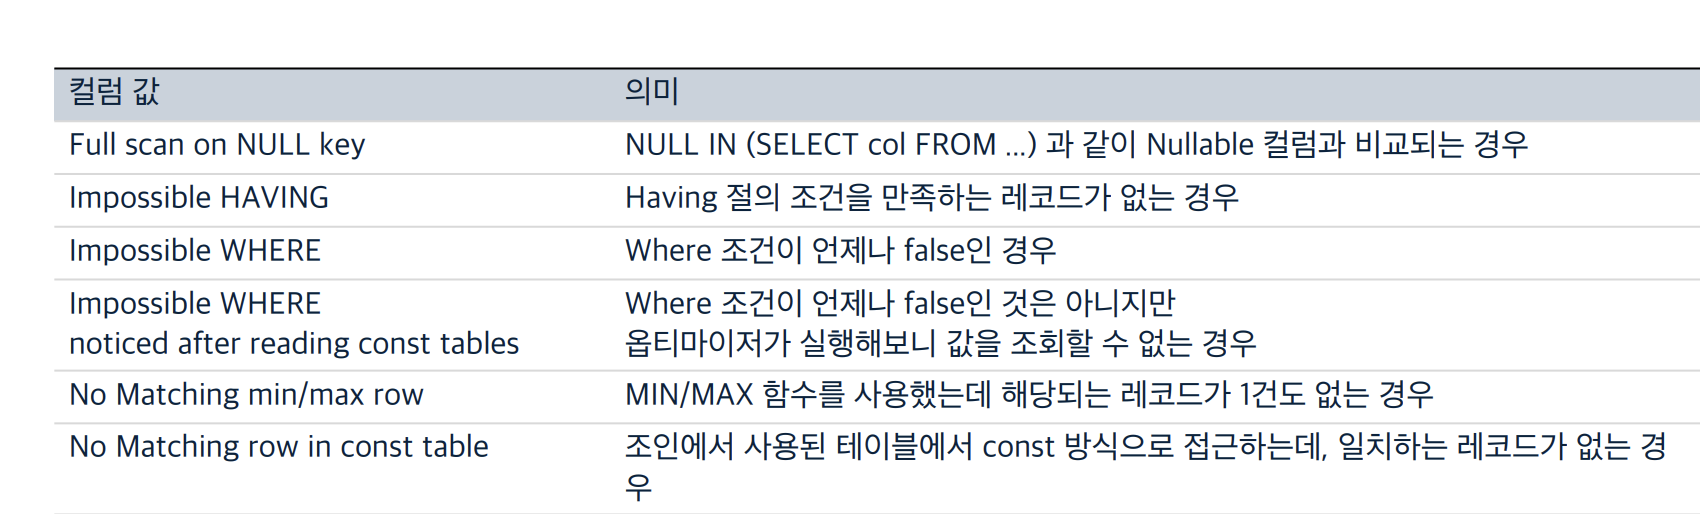 컬럼 값 의미
Full scan on NULL key NULL IN (SELECT col FROM ...) 과 같이 Nullable 컬럼과 비교되는 경우
Impossible HAVING Having 절의 조건을 만족하는 레코드가 없는 경우
Impossible WHERE Where 조건이 언제나 false인 경우
Impossible WHERE Where 조건이 언제나 false인 것은 아니지만
noticed after reading const tables 옵티마이저가 실행해보니 값을 조회할 수 없는 경우
No Matching min/max row MIN/MAX 함수를 사용했는데 해당되는 레코드가 1건도 없는 경우
No Matching row in const table 조인에서 사용된 테이블에서 const 방식으로 접근하는데, 일치하는 레코드가 없는 경
우